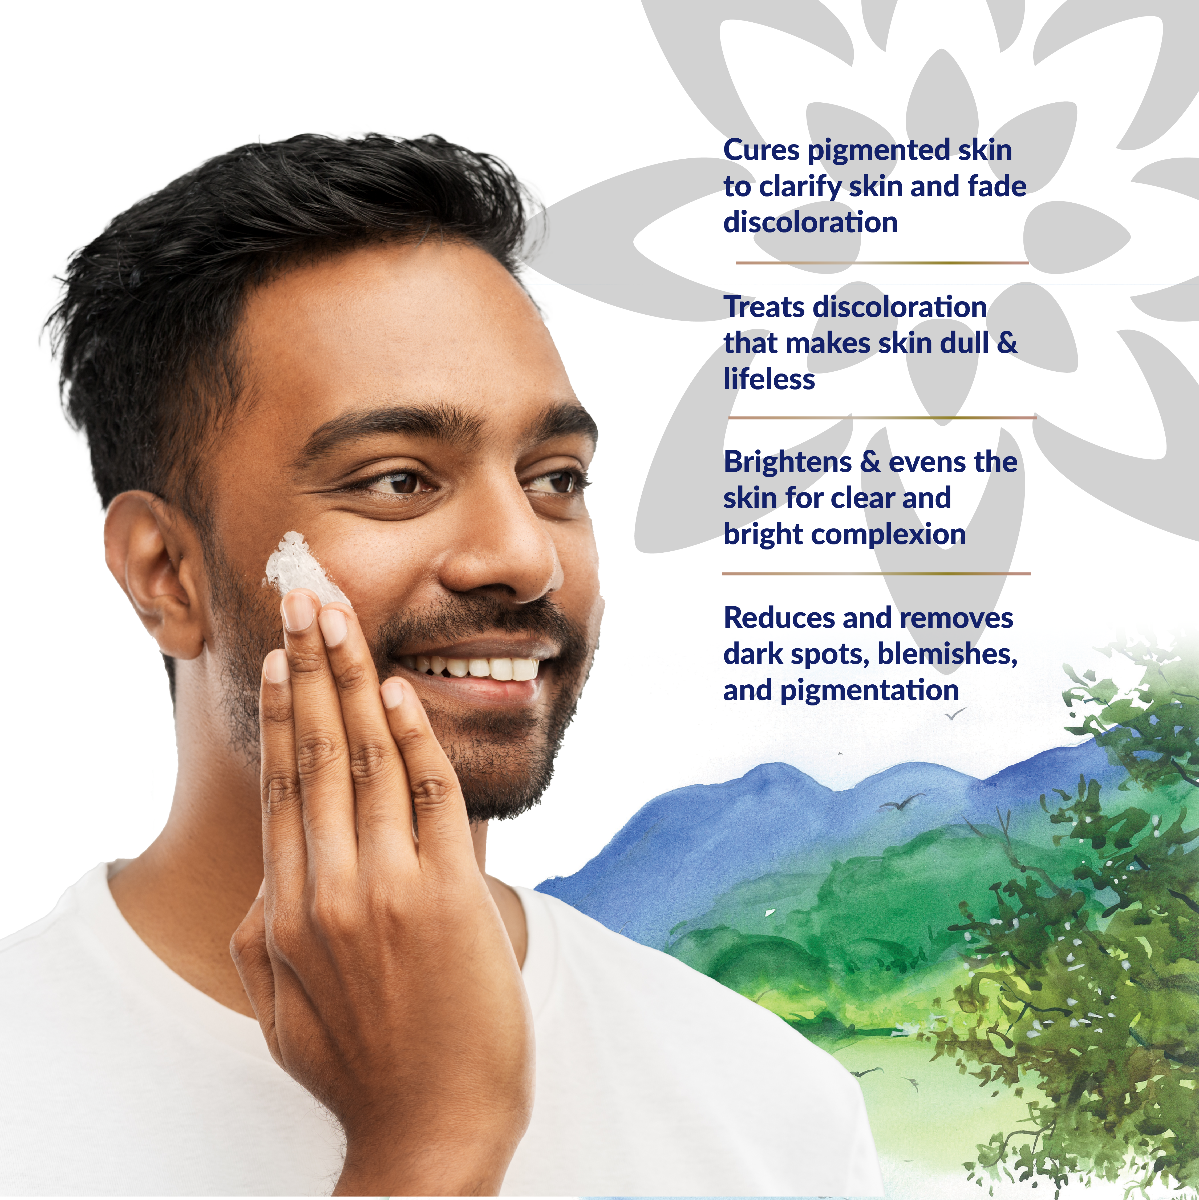 Cures pigmented skin
to clarify skin and fade
discoloration
Treats discoloration
that makes skin dull &
lifeless
Brightens & evens the
skin for clear and
bright complexion
Reduces and removes
dark spots, blemishes,
and pigmentation